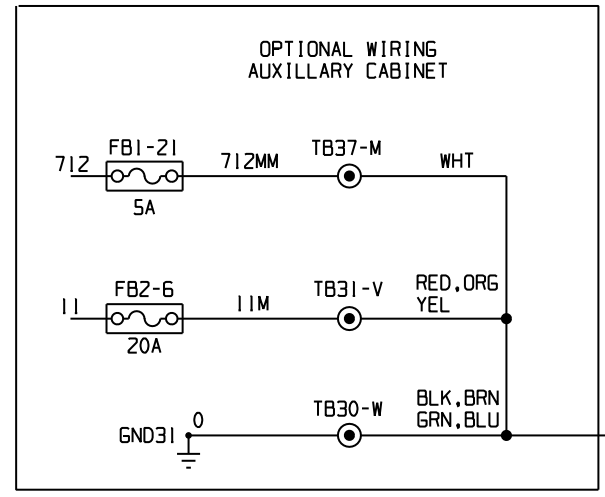 OPTIONAL WIRING
AUXILLARY CABINET
712
FB1-21
5A
712MM
TB37-M
WHT
11
FB2-6
20A
11M
TB31-V
RED,ORG
YEL
GND31
0
TB30-W
BLK,BRN
GRN,BLU